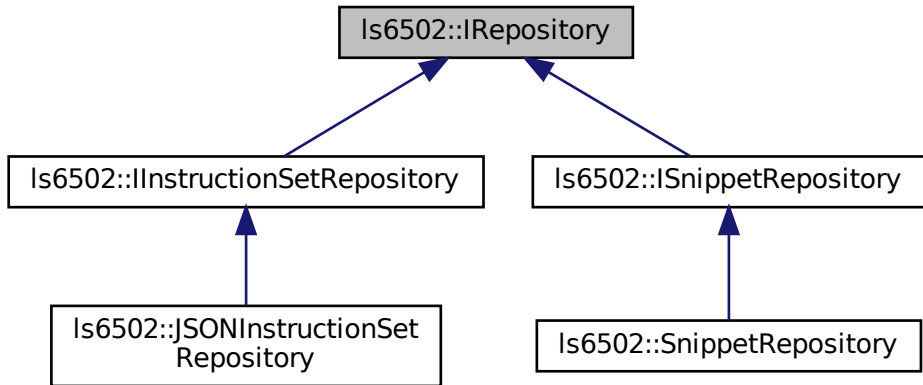 ls6502::IRepository
ls6502::IInstructionSetRepository
ls6502::ISnippetRepository
ls6502::JSONInstructionSet
Repository
ls6502::SnippetRepository